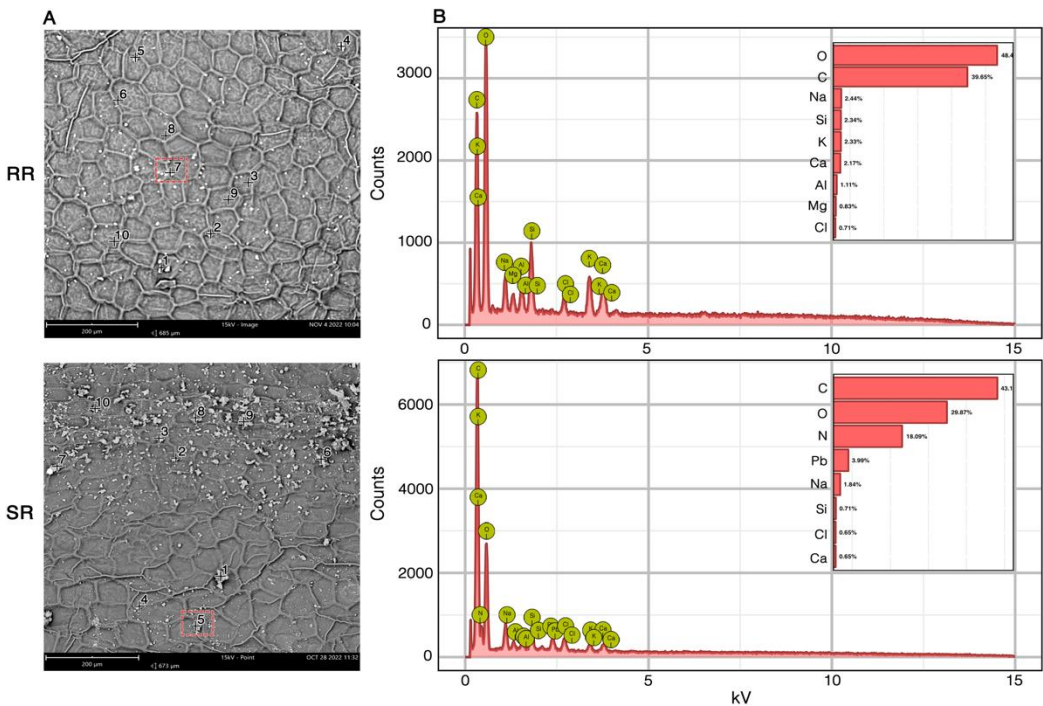 A
B
RR
4
5
6
8
7
3
9
2
10
1
200 µm
685 µm
15kV - Image
NOV 4 2022 10:04
Counts
3000
2000
1000
0
0
5
10
15
O
C
K
Ca
Na
Mg
Al
Al
Si
Si
Cl
Cl
K
K
Ca
Ca
O 48.4
C 39.65%
Na 2.44%
Si 2.34%
K 2.33%
Ca 2.17%
Al 1.11%
Mg 0.83%
Cl 0.71%
SR
10
8
9
3
2
7
6
1
4
5
200 µm
673 µm
15kV - Point
OCT 28 2022 11:32
Counts
6000
4000
2000
0
0
5
10
15
kV
C
K
Ca
O
N
Na
Al
Si
Si
Pb
Cl
Cl
K
K
Ca
Ca
C 43.1
O 29.87%
N 18.09%
Pb 3.99%
Na 1.84%
Si 0.71%
Cl 0.65%
Ca 0.65%